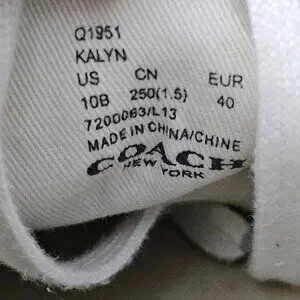 Q1951
KALYN
US CN EUR
10B 250(1.5) 40
7200063/L13
MADE IN CHINA/CHINE
COACH
NEW YORK